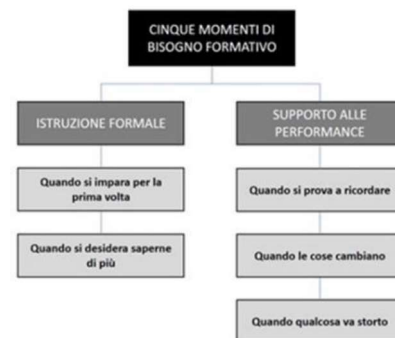 CINQUE MOMENTI DI
BISOGNO FORMATIVO
ISTRUZIONE FORMALE
Quando si impara per la
prima volta
Quando si desidera saperne
di più
SUPPORTO ALLE
PERFORMANCE
Quando si prova a ricordare
Quando le cose cambiano
Quando qualcosa va storto